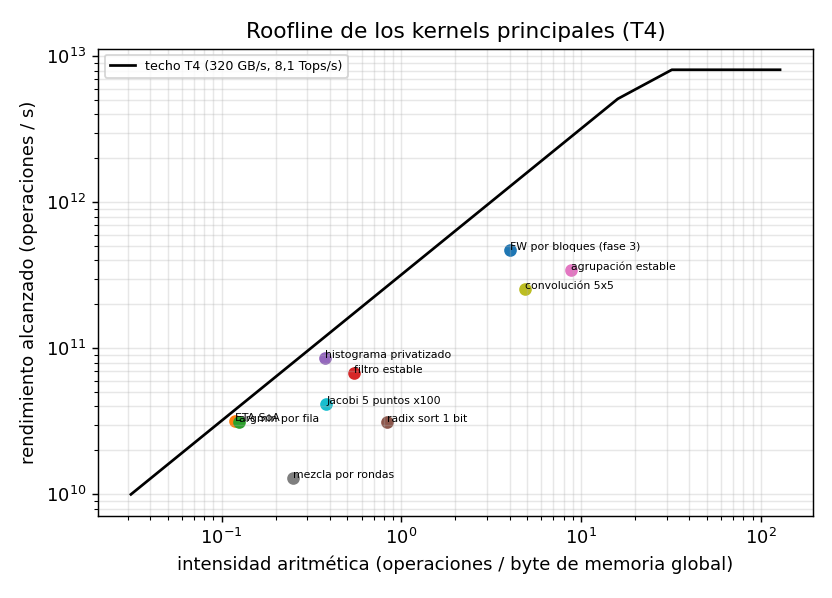 Roofline de los kernels principales (T4)
techo T4 (320 GB/s, 8,1 Tops/s)
rendimiento alcanzado (operaciones / s)
10¹³
10¹²
10¹¹
10¹⁰
FW por bloques (fase 3)
agrupación estable
convolución 5x5
histograma privatizado
filtro estable
Jacobi 5 puntos x100
ETA SoA
argmin por fila
radix sort 1 bit
mezcla por rondas
10⁻¹
10⁰
10¹
10²
intensidad aritmética (operaciones / byte de memoria global)